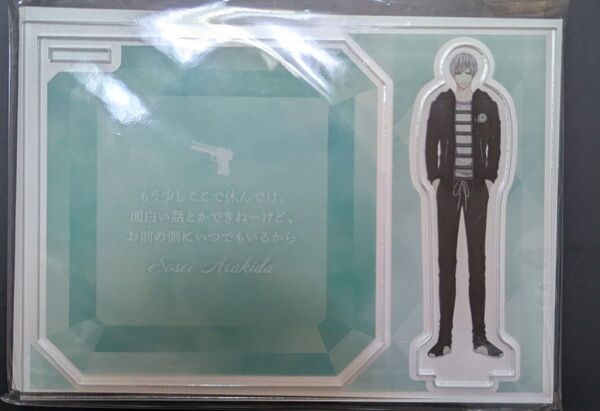 もう少しここで休んでけ。
面白い話とかできねーけど、
お前の側にいつでもいるから
Sosei Arakida